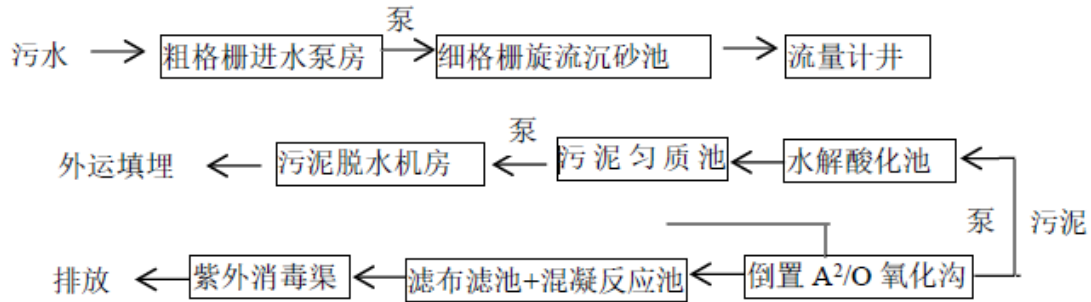 泵
污水 粗格栅进水泵房 细格栅旋流沉砂池 流量计井
泵
外运填埋 污泥脱水机房 污泥匀质池 水解酸化池
泵 污泥
排放 紫外消毒渠 滤布滤池+混凝反应池 倒置 A²/O 氧化沟